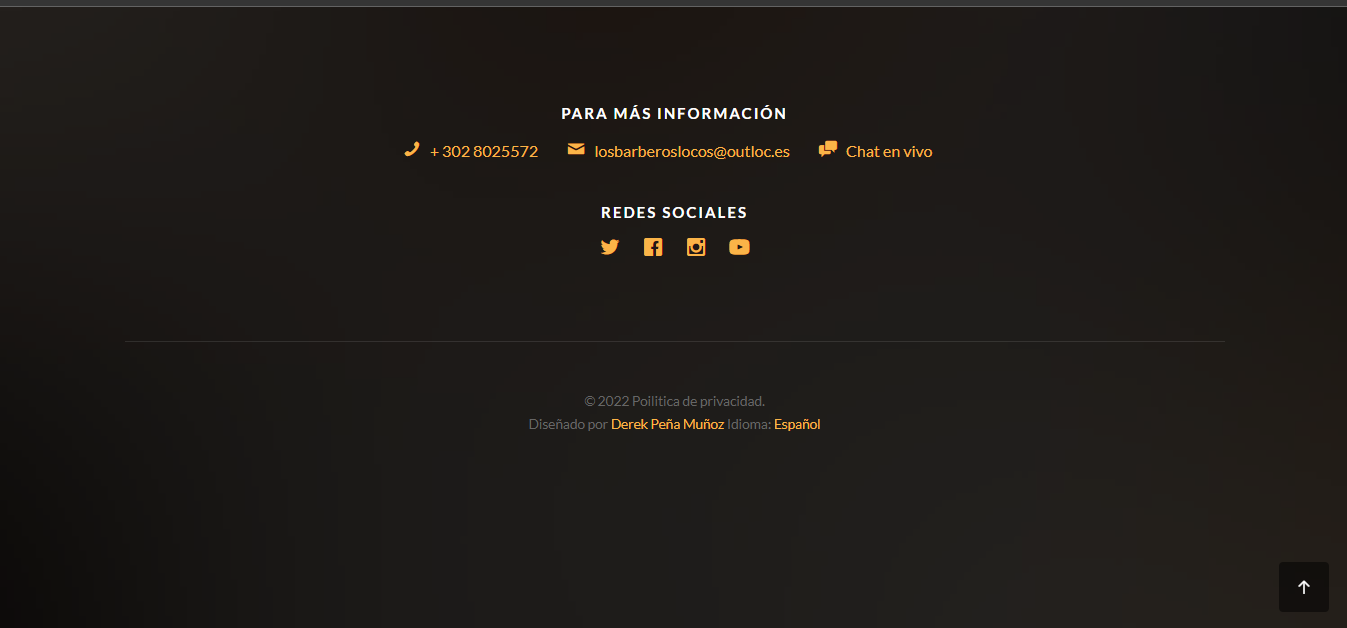 PARA MÁS INFORMACIÓN
+ 302 8025572 losbarberoslocos@outloc.es Chat en vivo
REDES SOCIALES
© 2022 Poilitica de privacidad.
Diseñado por Derek Peña Muñoz Idioma: Español